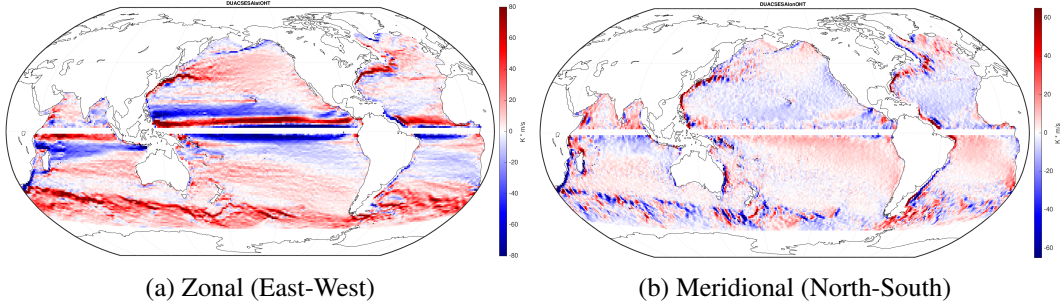 DUACSESAlatOHT
80
60
40
20
0
-20
-40
-60
-80
K * m/s
(a) Zonal (East-West)
DUACSESAlonOHT
60
40
20
0
-20
-40
-60
K * m/s
(b) Meridional (North-South)